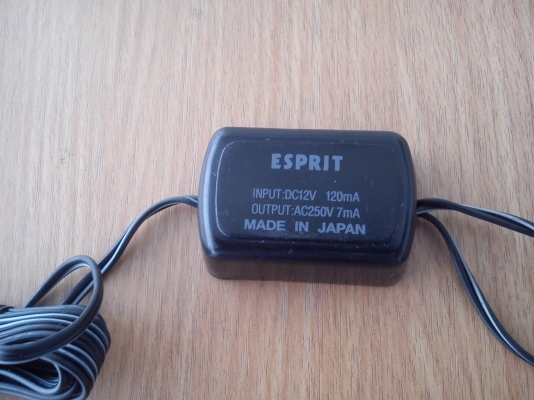 ESPRIT
INPUT:DC12V 120mA
OUTPUT:AC250V 7mA
MADE IN JAPAN